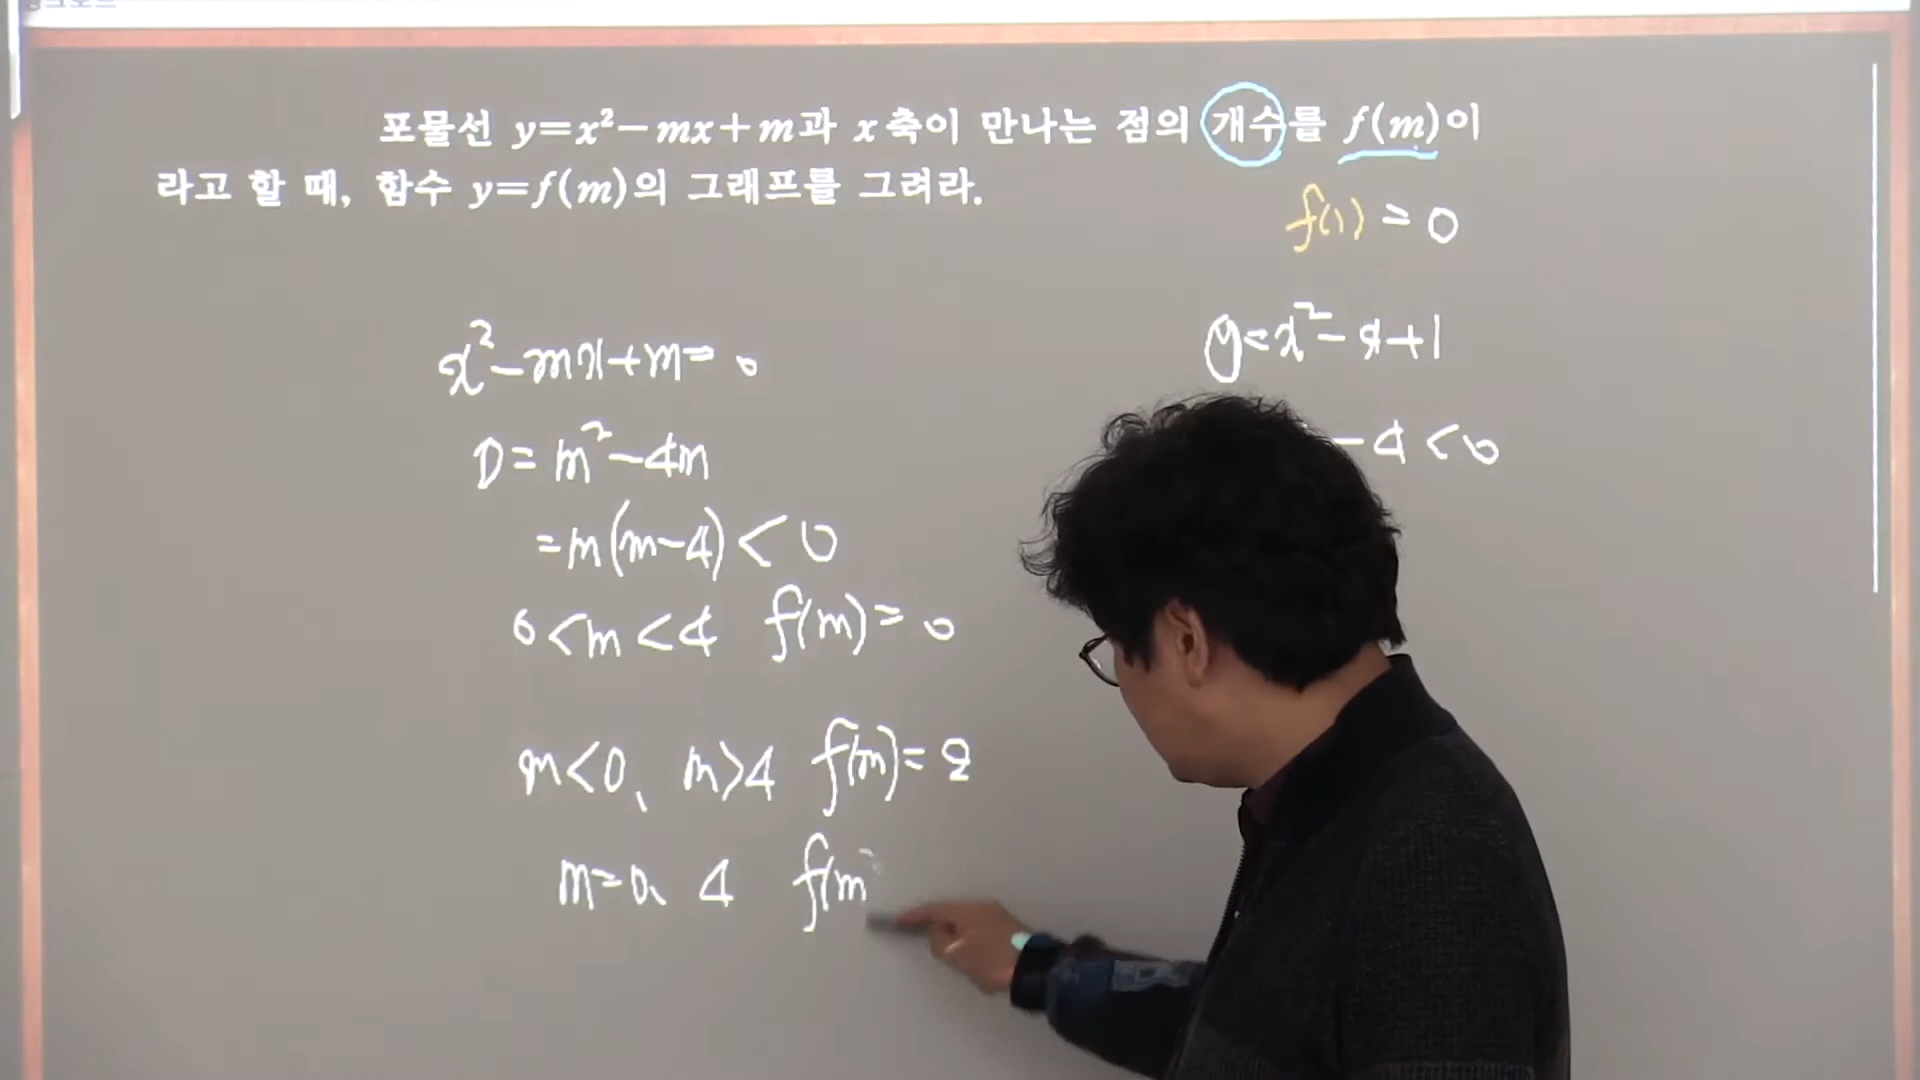 포물선 y=x²-mx+m과 x축이 만나는 점의 개수를 f(m)이
라고 할 때, 함수 y=f(m)의 그래프를 그려라.
f(1) = 0
y=x²-x+1
-4<0
x²-mx+m=0
D=m²-4m
=m(m-4)<0
0<m<4 f(m)=0
m<0, m>4 f(m)=2
m=0, 4 f(m